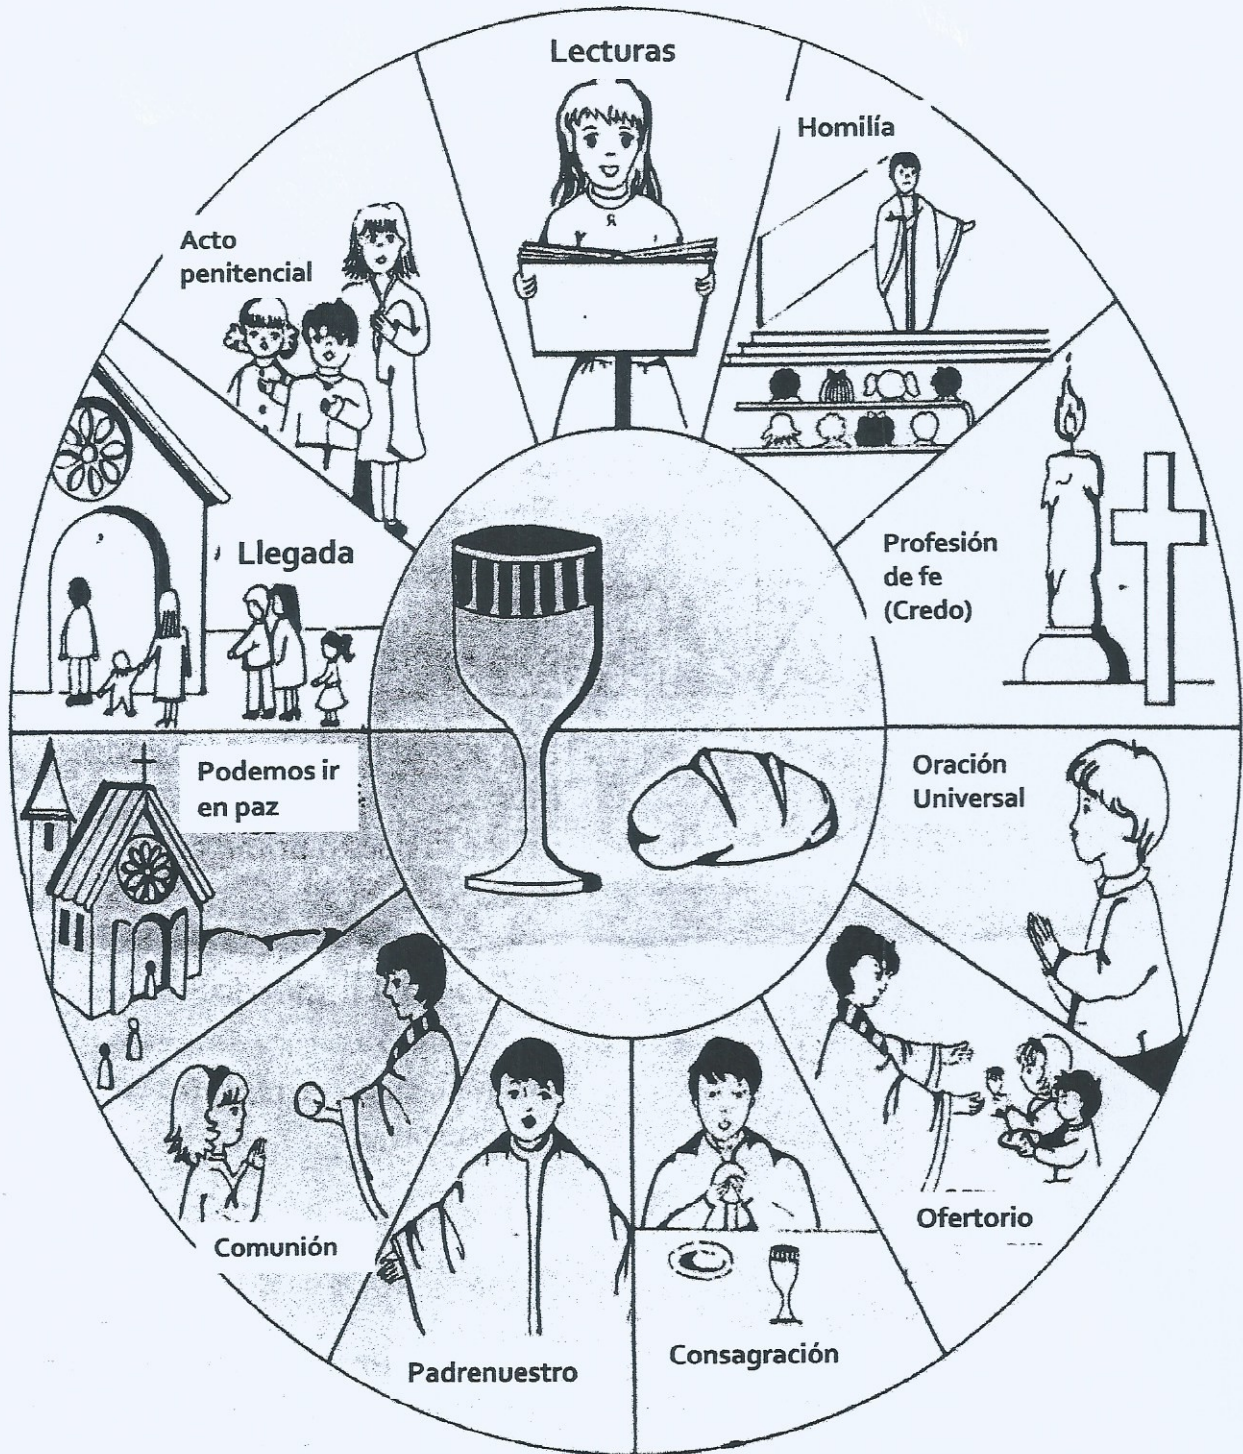 Lecturas
Homilía
Acto
penitencial
Llegada
Profesión
de fe
(Credo)
Podemos ir
en paz
Oración
Universal
Ofertorio
Comunión
Consagración
Padrenuestro